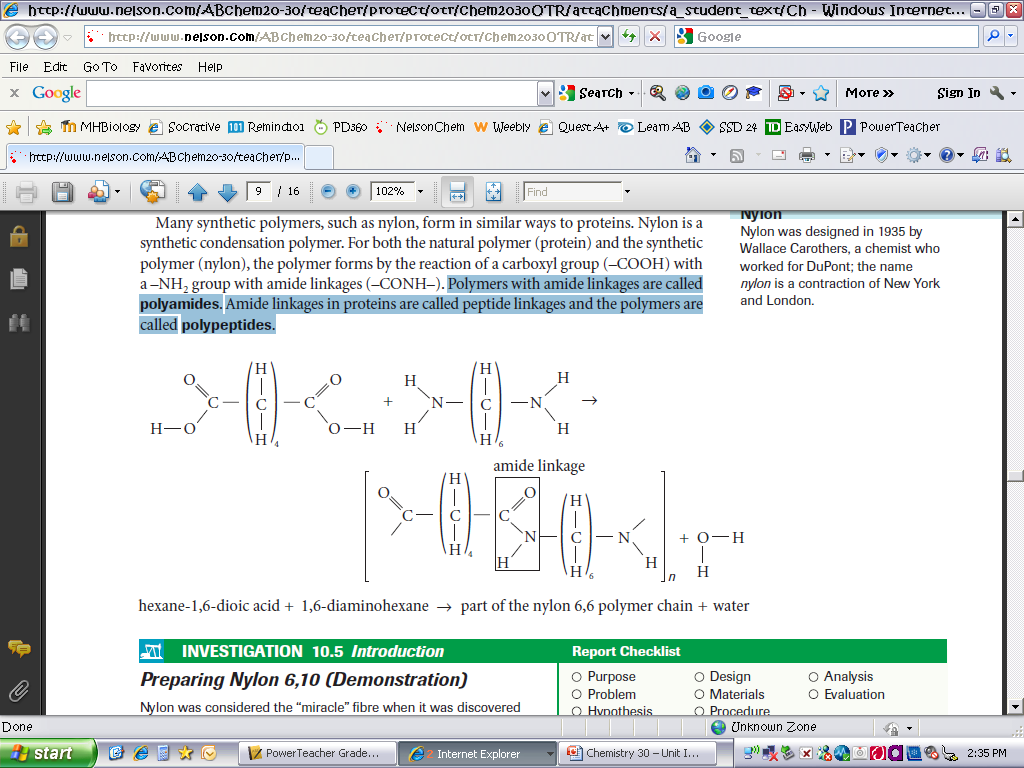 http://www.nelson.com/ABChem20-30/teacher/protect/otr/Chem2030OTR/attachments/a_student_text/Ch - Windows Internet...
http://www.nelson.com/ABChem20-30/teacher/protect/otr/Chem2030OTR/at
Google
File Edit Go To Favorites Help
x Google Search More >> Sign In
MHBiology Socrative Remind101 PD360 NelsonChem Weebly Quest A+ Learn AB SSD 24 EasyWeb PowerTeacher
http://www.nelson.com/ABChem20-30/teacher/p...
9 / 16 102% Find
Many synthetic polymers, such as nylon, form in similar ways to proteins. Nylon is a
synthetic condensation polymer. For both the natural polymer (protein) and the synthetic
polymer (nylon), the polymer forms by the reaction of a carboxyl group (–COOH) with
a –NH2 group with amide linkages (–CONH–). Polymers with amide linkages are called
polyamides. Amide linkages in proteins are called peptide linkages and the polymers are
called polypeptides.
Nylon
Nylon was designed in 1935 by
Wallace Carothers, a chemist who
worked for DuPont; the name
nylon is a contraction of New York
and London.
H H
O O H H
C — ( C )4 — C + N — ( C )6 — N →
H — O O — H H H
H H
amide linkage
H
O O H
C — ( C )4 — C
N — ( C )6 — N + O — H
H H H n H
H
hexane-1,6-dioic acid + 1,6-diaminohexane → part of the nylon 6,6 polymer chain + water
INVESTIGATION 10.5 Introduction
Preparing Nylon 6,10 (Demonstration)
Nylon was considered the “miracle” fibre when it was discovered
Report Checklist
Purpose Design Analysis
Problem Materials Evaluation
Hypothesis Procedure
Done Unknown Zone
start PowerTeacher Grade... Internet Explorer Chemistry 30 – Unit I... 2:35 PM